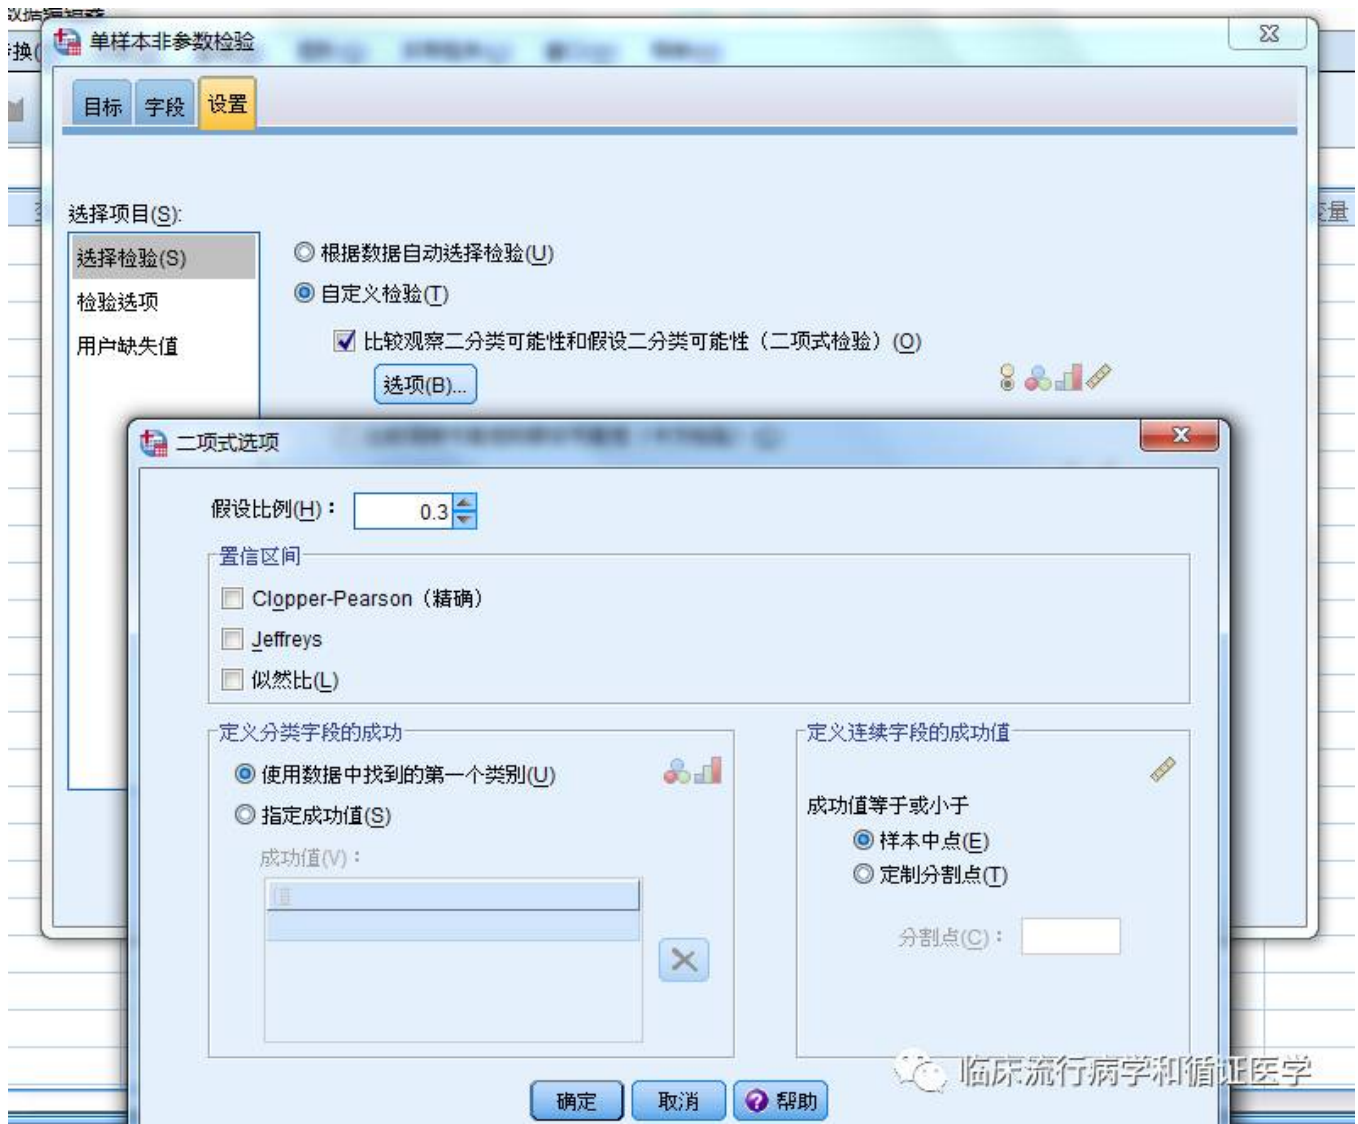 单样本非参数检验
目标
字段
设置
选择项目(S):
选择检验(S)
检验选项
用户缺失值
根据数据自动选择检验(U)
自定义检验(T)
比较观察二分类可能性和假设二分类可能性（二项式检验）(O)
选项(B)...
二项式选项
假设比例(H)：
0.3
置信区间
Clopper-Pearson（精确）
Jeffreys
似然比(L)
定义分类字段的成功
使用数据中找到的第一个类别(U)
指定成功值(S)
成功值(V)：
值
定义连续字段的成功值
成功值等于或小于
样本中点(E)
定制分割点(T)
分割点(C)：
确定
取消
帮助
临床流行病学和循证医学